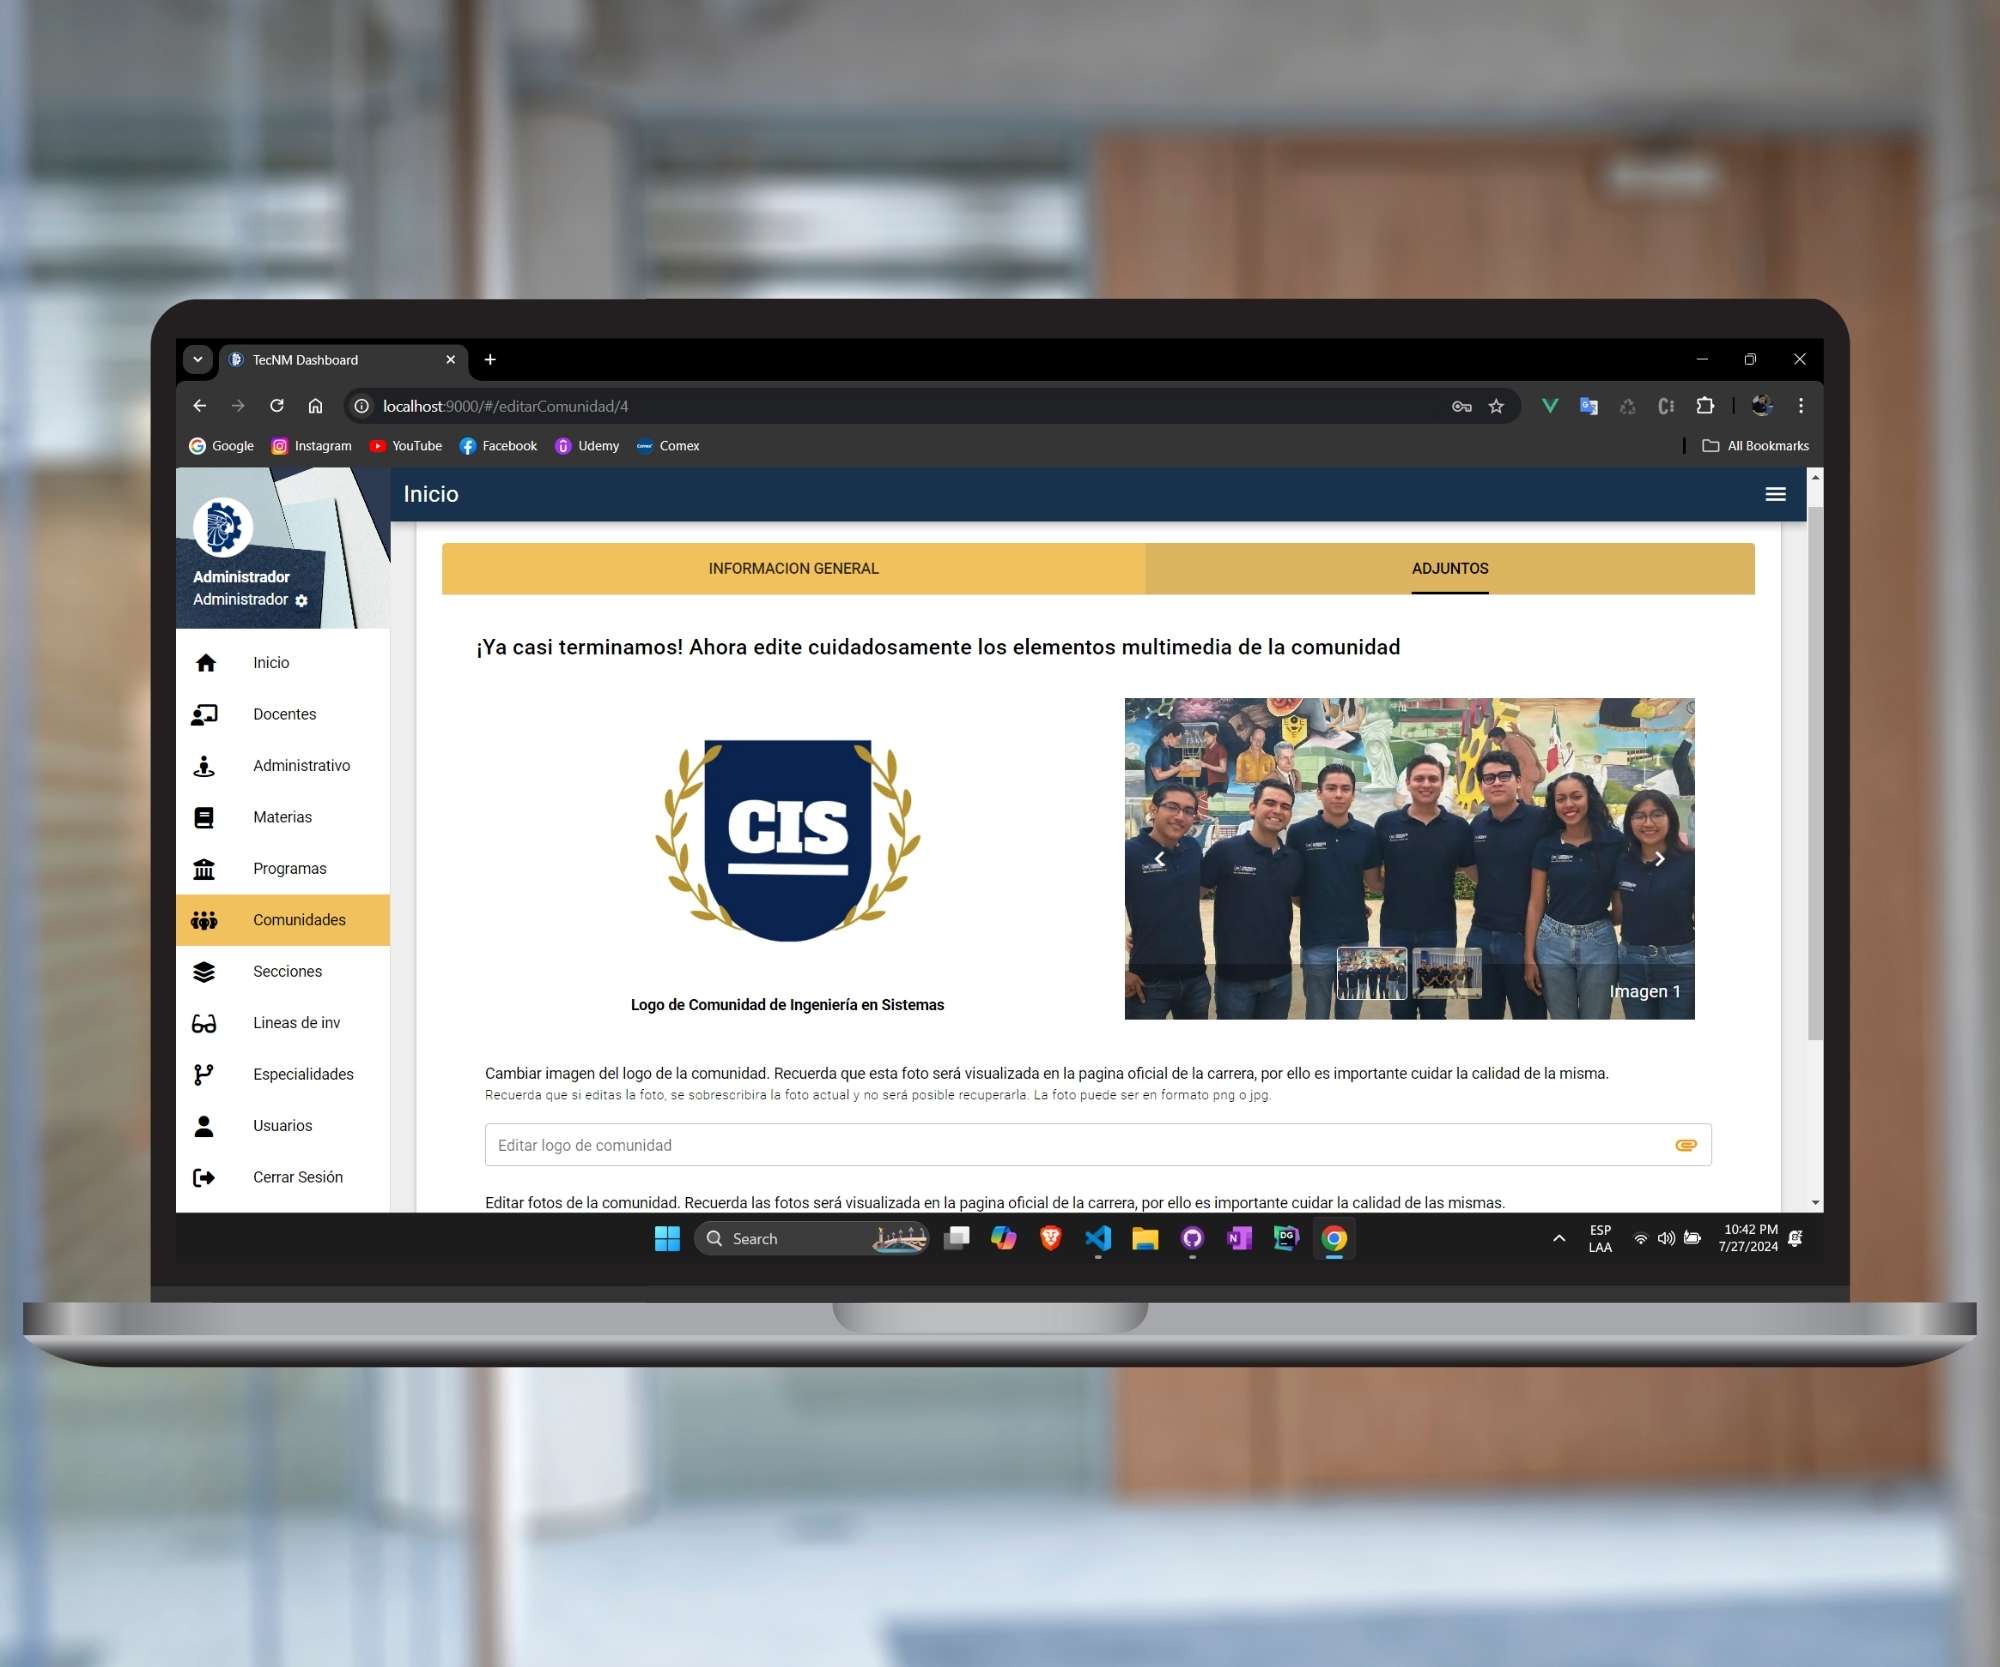 TecNM Dashboard
localhost:9000/#/editarComunidad/4
Google Instagram YouTube Facebook Udemy Comex All Bookmarks
Inicio
Administrador
Administrador
Inicio
Docentes
Administrativo
Materias
Programas
Comunidades
Secciones
Lineas de inv
Especialidades
Usuarios
Cerrar Sesión
INFORMACION GENERAL ADJUNTOS
¡Ya casi terminamos! Ahora edite cuidadosamente los elementos multimedia de la comunidad
CIS
Logo de Comunidad de Ingeniería en Sistemas
Imagen 1
Cambiar imagen del logo de la comunidad. Recuerda que esta foto será visualizada en la pagina oficial de la carrera, por ello es importante cuidar la calidad de la misma.
Recuerda que si editas la foto, se sobrescribira la foto actual y no será posible recuperarla. La foto puede ser en formato png o jpg.
Editar logo de comunidad
Editar fotos de la comunidad. Recuerda las fotos será visualizada en la pagina oficial de la carrera, por ello es importante cuidar la calidad de las mismas.
Search
DG
ESP
LAA
10:42 PM
7/27/2024